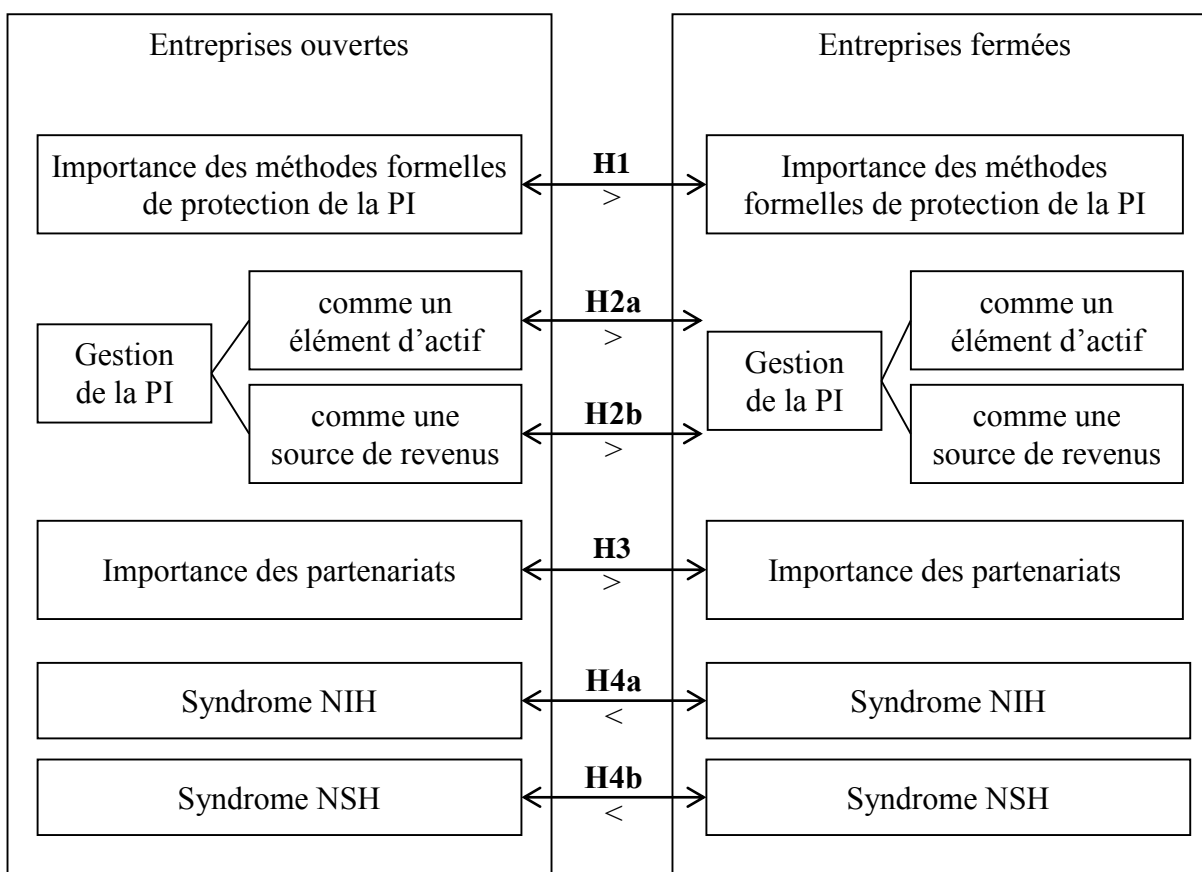 Entreprises ouvertes
Entreprises fermées
Importance des méthodes formelles
de protection de la PI
H1
>
Importance des méthodes
formelles de protection de la PI
Gestion
de la PI
comme un
élément d’actif
H2a
>
comme une
source de revenus
H2b
>
Gestion
de la PI
comme un
élément d’actif
comme une
source de revenus
Importance des partenariats
H3
>
Importance des partenariats
Syndrome NIH
H4a
<
Syndrome NIH
Syndrome NSH
H4b
<
Syndrome NSH